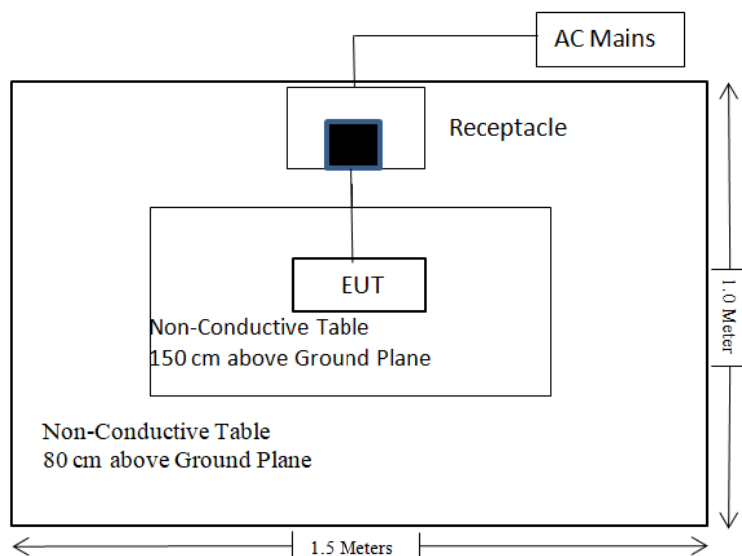 AC Mains
Receptacle
EUT
Non-Conductive Table
150 cm above Ground Plane
1.0 Meter
Non-Conductive Table
80 cm above Ground Plane
1.5 Meters